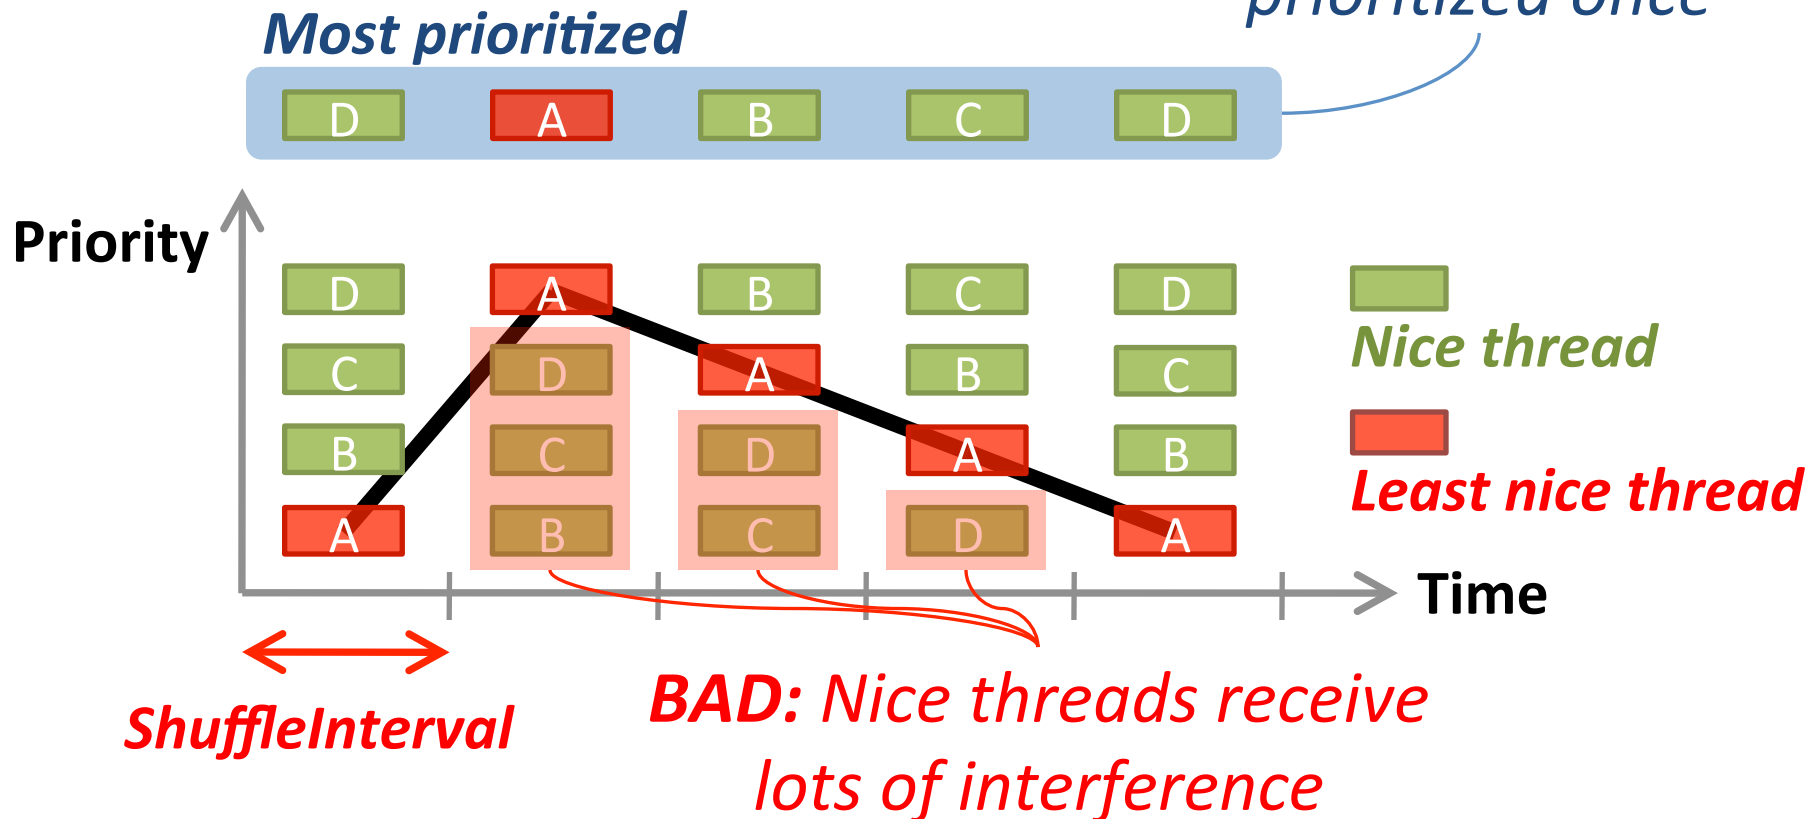 prioritized once
Most prioritized
D A B C D
Priority
D A B C D
C D A B C
B C D A B
A B C D A
Nice thread
Least nice thread
Time
ShuffleInterval
BAD: Nice threads receive
lots of interference